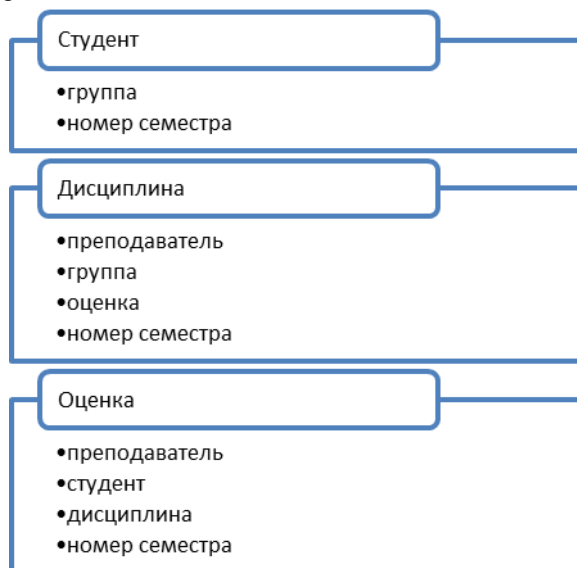 Студент
•группа
•номер семестра
Дисциплина
•преподаватель
•группа
•оценка
•номер семестра
Оценка
•преподаватель
•студент
•дисциплина
•номер семестра